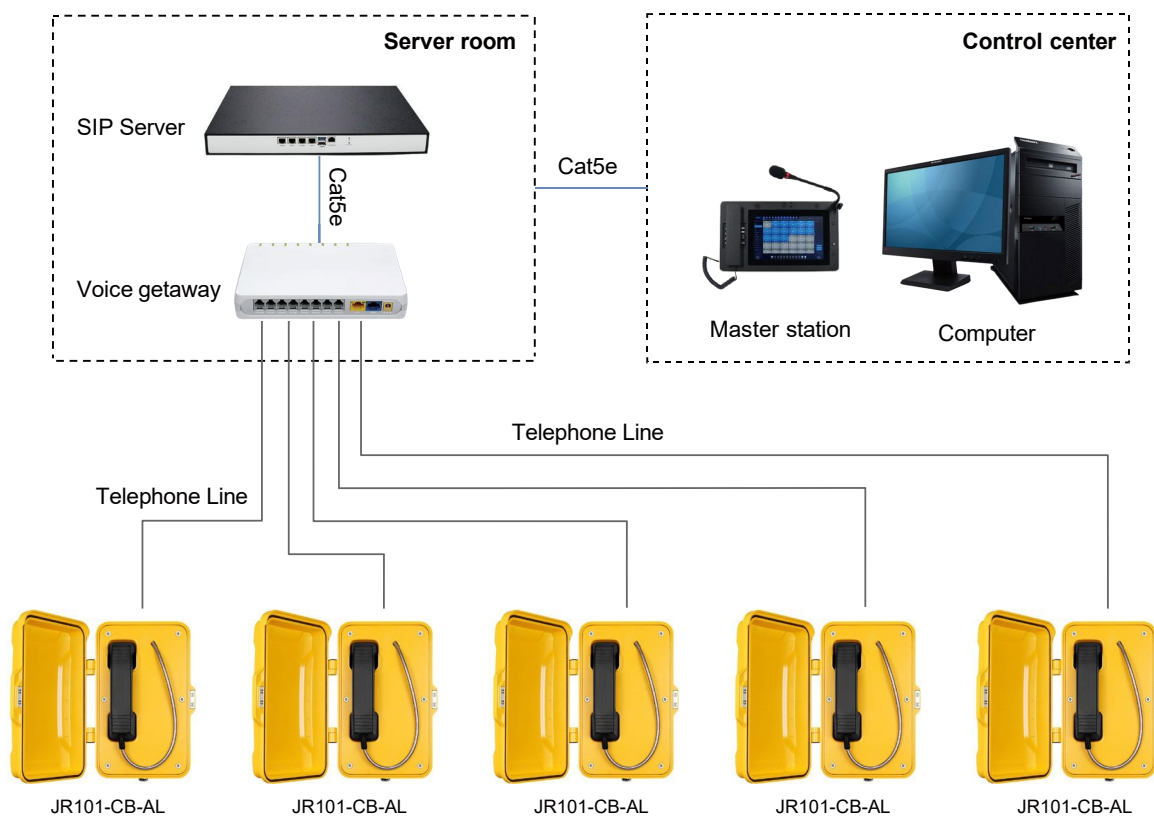 Server room
Control center
SIP Server
Cat5e
Cat5e
Voice getaway
Master station
Computer
Telephone Line
Telephone Line
JR101-CB-AL
JR101-CB-AL
JR101-CB-AL
JR101-CB-AL
JR101-CB-AL